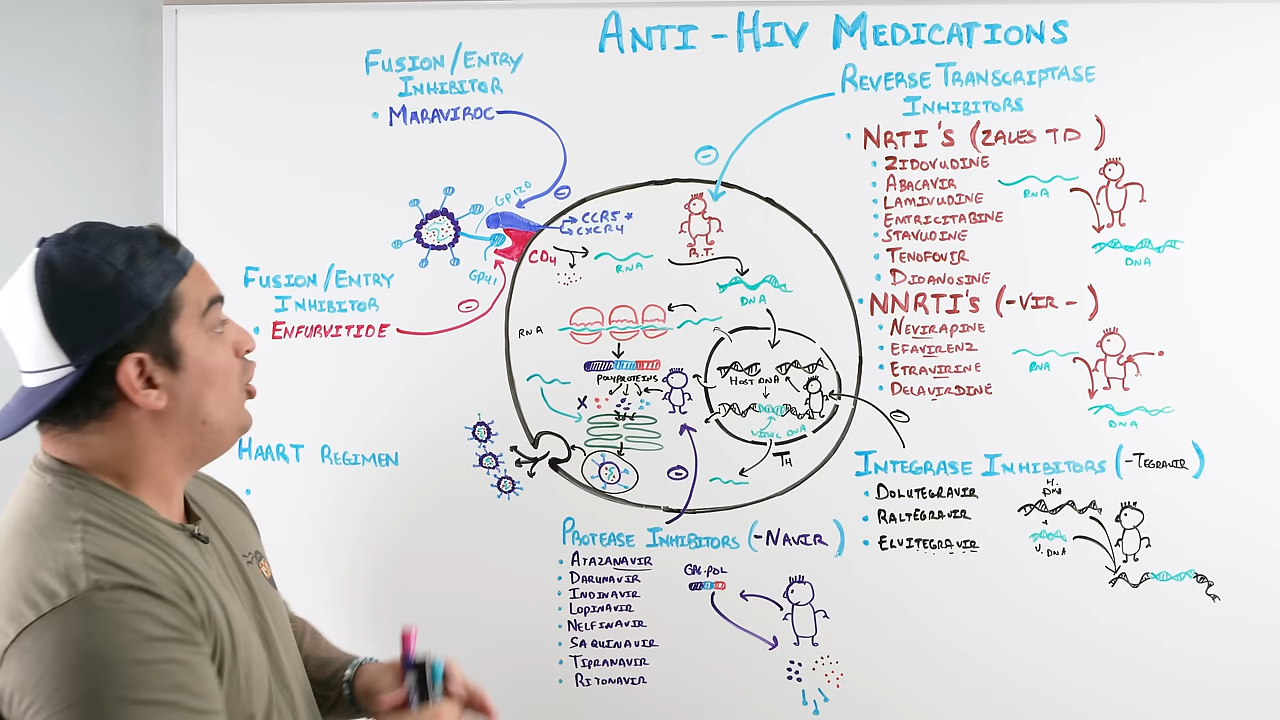 ANTI-HIV MEDICATIONS
FUSION/ENTRY
INHIBITOR
• MARAVIROC
GP120
GP41
CCR5 *
CXCR4
CD4
FUSION/ENTRY
INHIBITOR
• ENFURVITIDE
HAART REGIMEN
•
R.T.
RNA
DNA
RNA
POLYPROTEINS
X
HOST DNA
VIRAL DNA
T4
REVERSE TRANSCRIPTASE
INHIBITORS
• NRTI'S (ZALES TD)
• ZIDOVUDINE
• ABACAVIR
• LAMIVUDINE
• EMTRICITABINE
• STAVUDINE
• TENOFOVIR
• DIDANOSINE
RNA
DNA
• NNRTI'S (-VIR-)
• NEVIRAPINE
• EFAVIRENZ
• ETRAVIRINE
• DELAVIRDINE
RNA
DNA
INTEGRASE INHIBITORS (-TEGRAVIR)
• DOLUTEGRAVIR
• RALTEGRAVIR
• ELVITEGRAVIR
H.
DNA
+
V. DNA
PROTEASE INHIBITORS (-NAVIR)
• ATAZANAVIR
• DARUNAVIR
• INDINAVIR
• LOPINAVIR
• NELFINAVIR
• SAQUINAVIR
• TIPRANAVIR
• RITONAVIR
GAG-POL